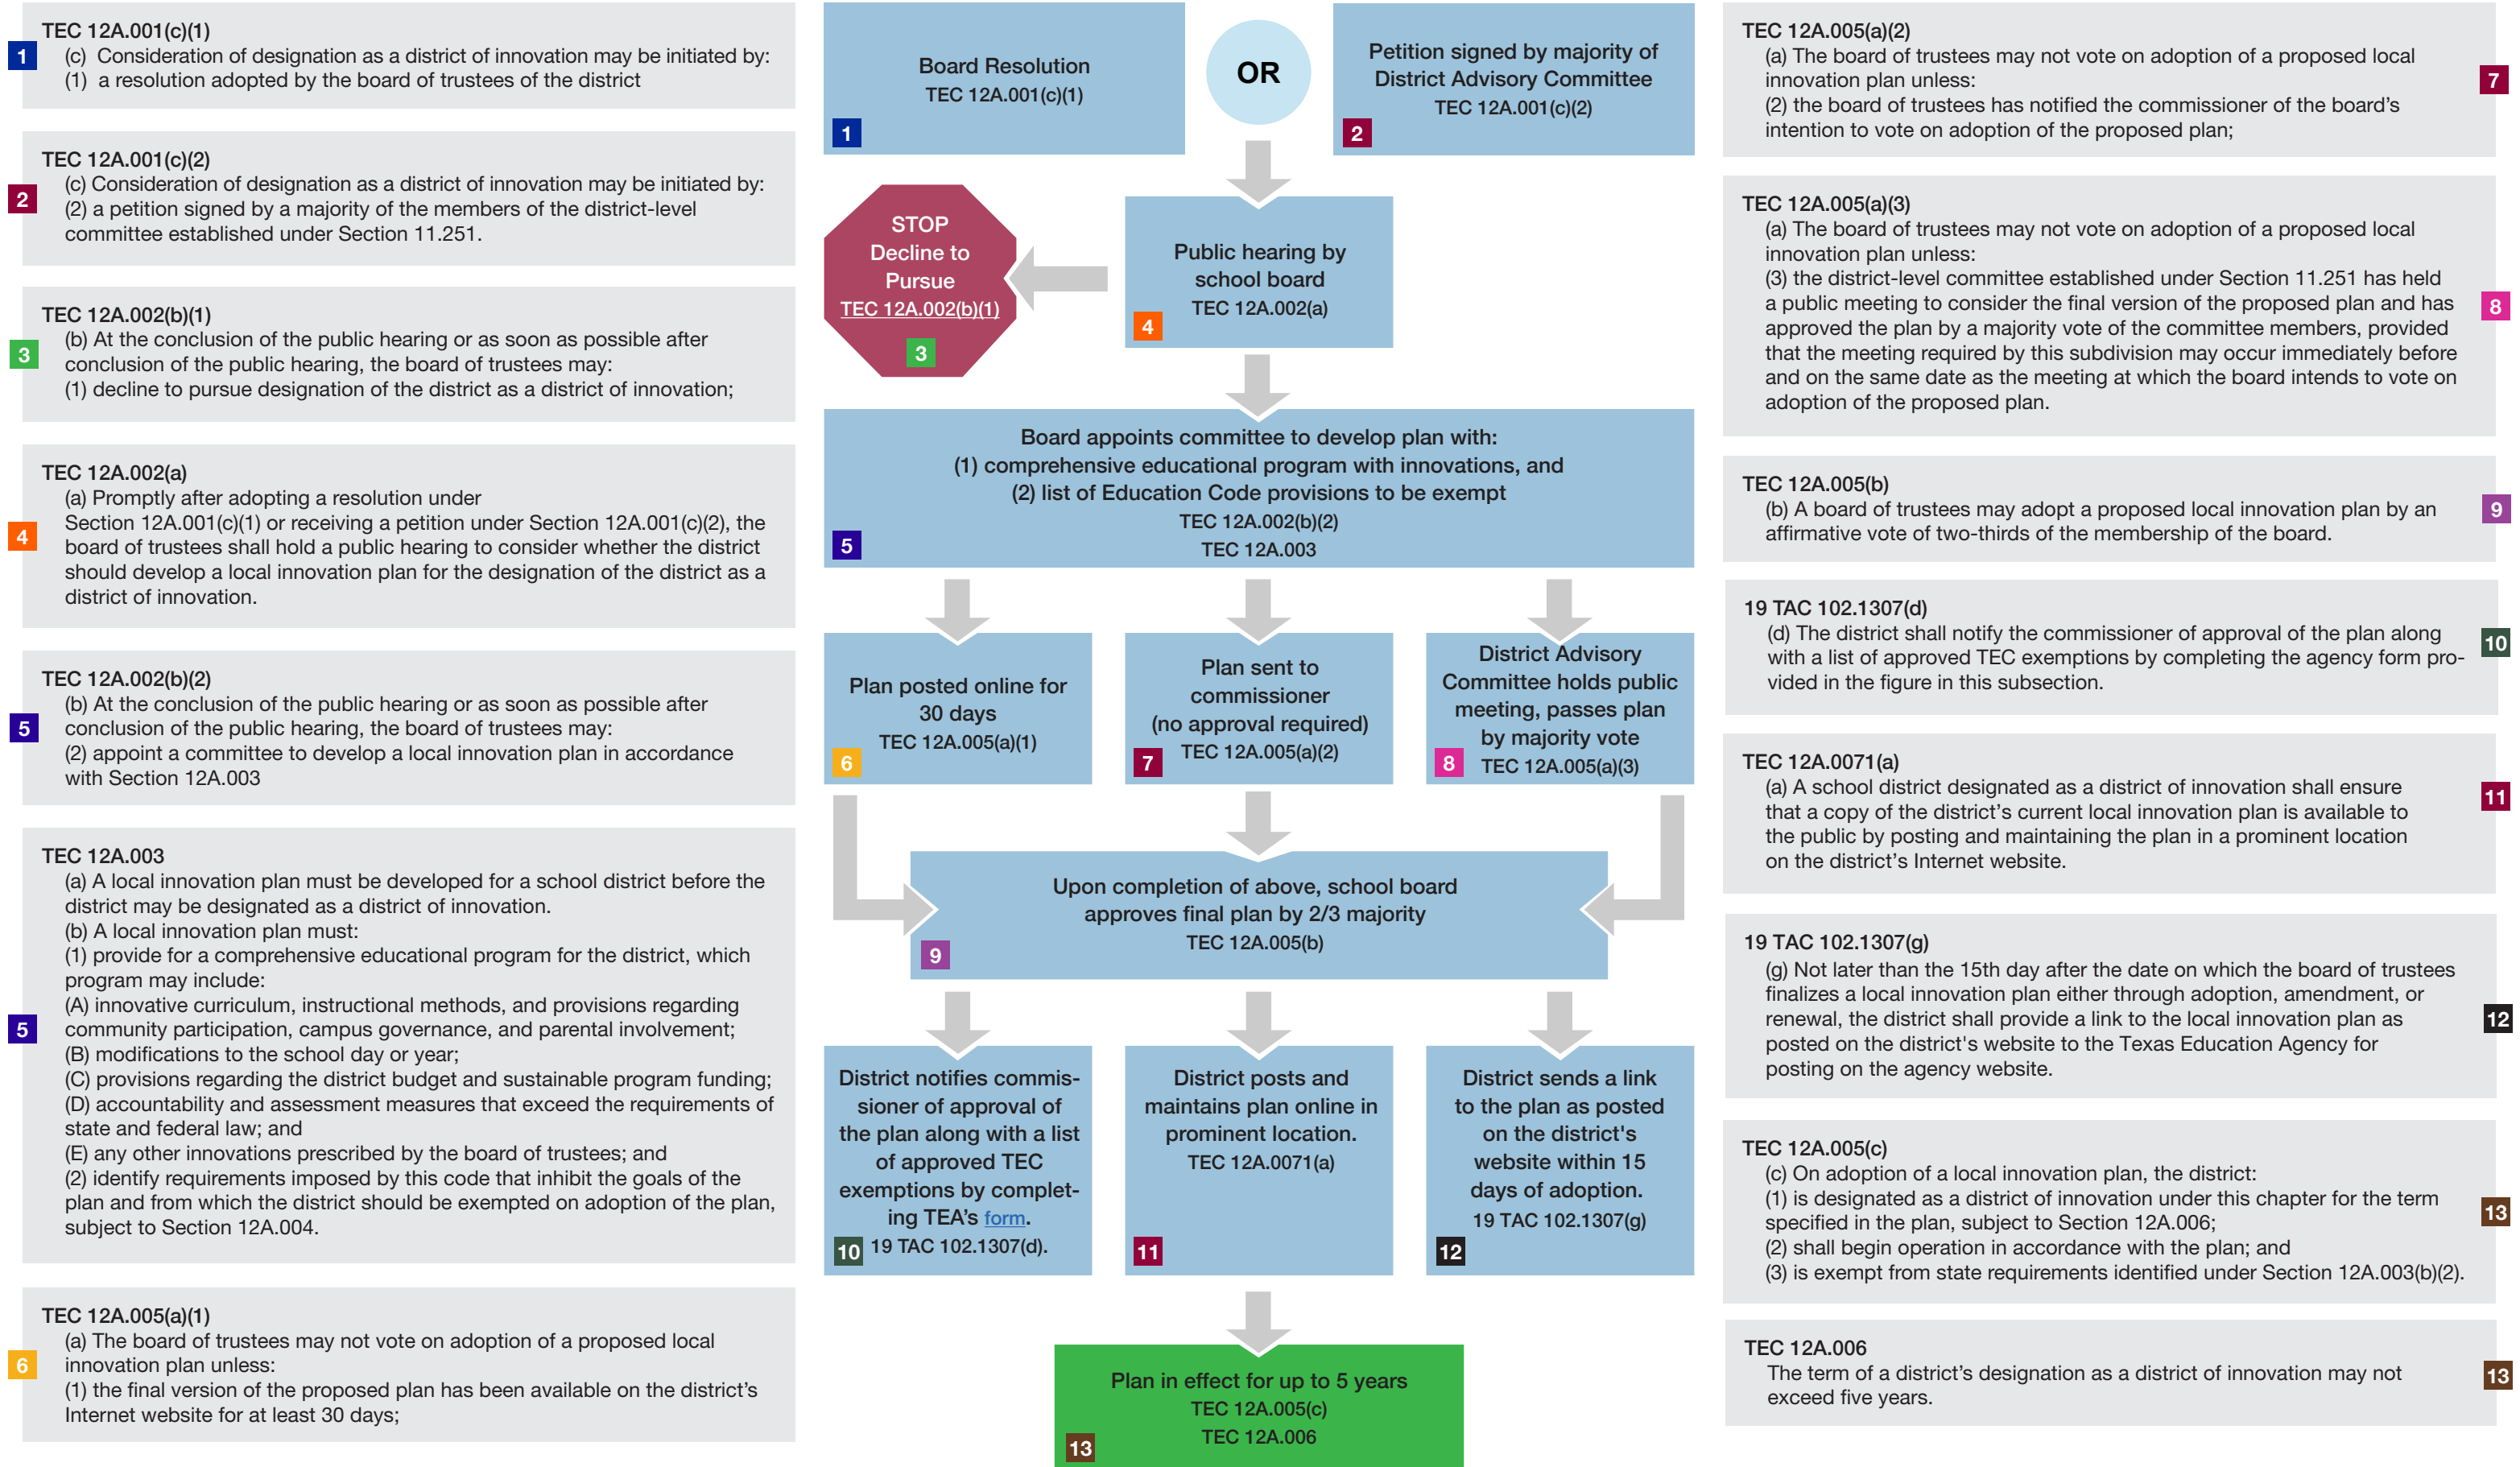 TEC 12A.001(c)(1)
(c) Consideration of designation as a district of innovation may be initiated by:
(1) a resolution adopted by the board of trustees of the district
1
TEC 12A.001(c)(2)
(c) Consideration of designation as a district of innovation may be initiated by:
(2) a petition signed by a majority of the members of the district-level
committee established under Section 11.251.
2
TEC 12A.002(b)(1)
(b) At the conclusion of the public hearing or as soon as possible after
conclusion of the public hearing, the board of trustees may:
(1) decline to pursue designation of the district as a district of innovation;
3
TEC 12A.002(a)
(a) Promptly after adopting a resolution under
Section 12A.001(c)(1) or receiving a petition under Section 12A.001(c)(2), the
board of trustees shall hold a public hearing to consider whether the district
should develop a local innovation plan for the designation of the district as a
district of innovation.
4
TEC 12A.002(b)(2)
(b) At the conclusion of the public hearing or as soon as possible after
conclusion of the public hearing, the board of trustees may:
(2) appoint a committee to develop a local innovation plan in accordance
with Section 12A.003
5
TEC 12A.003
(a) A local innovation plan must be developed for a school district before the
district may be designated as a district of innovation.
(b) A local innovation plan must:
(1) provide for a comprehensive educational program for the district, which
program may include:
(A) innovative curriculum, instructional methods, and provisions regarding
community participation, campus governance, and parental involvement;
(B) modifications to the school day or year;
(C) provisions regarding the district budget and sustainable program funding;
(D) accountability and assessment measures that exceed the requirements of
state and federal law; and
(E) any other innovations prescribed by the board of trustees; and
(2) identify requirements imposed by this code that inhibit the goals of the
plan and from which the district should be exempted on adoption of the plan,
subject to Section 12A.004.
5
TEC 12A.005(a)(1)
(a) The board of trustees may not vote on adoption of a proposed local
innovation plan unless:
(1) the final version of the proposed plan has been available on the district's
Internet website for at least 30 days;
6
Board Resolution
TEC 12A.001(c)(1)
1
OR
Petition signed by majority of
District Advisory Committee
TEC 12A.001(c)(2)
2
STOP
Decline to
Pursue
TEC 12A.002(b)(1)
3
Public hearing by
school board
TEC 12A.002(a)
4
Board appoints committee to develop plan with:
(1) comprehensive educational program with innovations, and
(2) list of Education Code provisions to be exempt
TEC 12A.002(b)(2)
TEC 12A.003
5
Plan posted online for
30 days
TEC 12A.005(a)(1)
6
Plan sent to
commissioner
(no approval required)
TEC 12A.005(a)(2)
7
District Advisory
Committee holds public
meeting, passes plan
by majority vote
TEC 12A.005(a)(3)
8
Upon completion of above, school board
approves final plan by 2/3 majority
TEC 12A.005(b)
9
District notifies commis-
sioner of approval of
the plan along with a list
of approved TEC
exemptions by complet-
ing TEA's form.
19 TAC 102.1307(d).
10
District posts and
maintains plan online in
prominent location.
TEC 12A.0071(a)
11
District sends a link
to the plan as posted
on the district's
website within 15
days of adoption.
19 TAC 102.1307(g)
12
Plan in effect for up to 5 years
TEC 12A.005(c)
TEC 12A.006
13
TEC 12A.005(a)(2)
(a) The board of trustees may not vote on adoption of a proposed local
innovation plan unless:
(2) the board of trustees has notified the commissioner of the board's
intention to vote on adoption of the proposed plan;
7
TEC 12A.005(a)(3)
(a) The board of trustees may not vote on adoption of a proposed local
innovation plan unless:
(3) the district-level committee established under Section 11.251 has held
a public meeting to consider the final version of the proposed plan and has
approved the plan by a majority vote of the committee members, provided
that the meeting required by this subdivision may occur immediately before
and on the same date as the meeting at which the board intends to vote on
adoption of the proposed plan.
8
TEC 12A.005(b)
(b) A board of trustees may adopt a proposed local innovation plan by an
affirmative vote of two-thirds of the membership of the board.
9
19 TAC 102.1307(d)
(d) The district shall notify the commissioner of approval of the plan along
with a list of approved TEC exemptions by completing the agency form pro-
vided in the figure in this subsection.
10
TEC 12A.0071(a)
(a) A school district designated as a district of innovation shall ensure
that a copy of the district's current local innovation plan is available to
the public by posting and maintaining the plan in a prominent location
on the district's Internet website.
11
19 TAC 102.1307(g)
(g) Not later than the 15th day after the date on which the board of trustees
finalizes a local innovation plan either through adoption, amendment, or
renewal, the district shall provide a link to the local innovation plan as
posted on the district's website to the Texas Education Agency for
posting on the agency website.
12
TEC 12A.005(c)
(c) On adoption of a local innovation plan, the district:
(1) is designated as a district of innovation under this chapter for the term
specified in the plan, subject to Section 12A.006;
(2) shall begin operation in accordance with the plan; and
(3) is exempt from state requirements identified under Section 12A.003(b)(2).
13
TEC 12A.006
The term of a district's designation as a district of innovation may not
exceed five years.
13